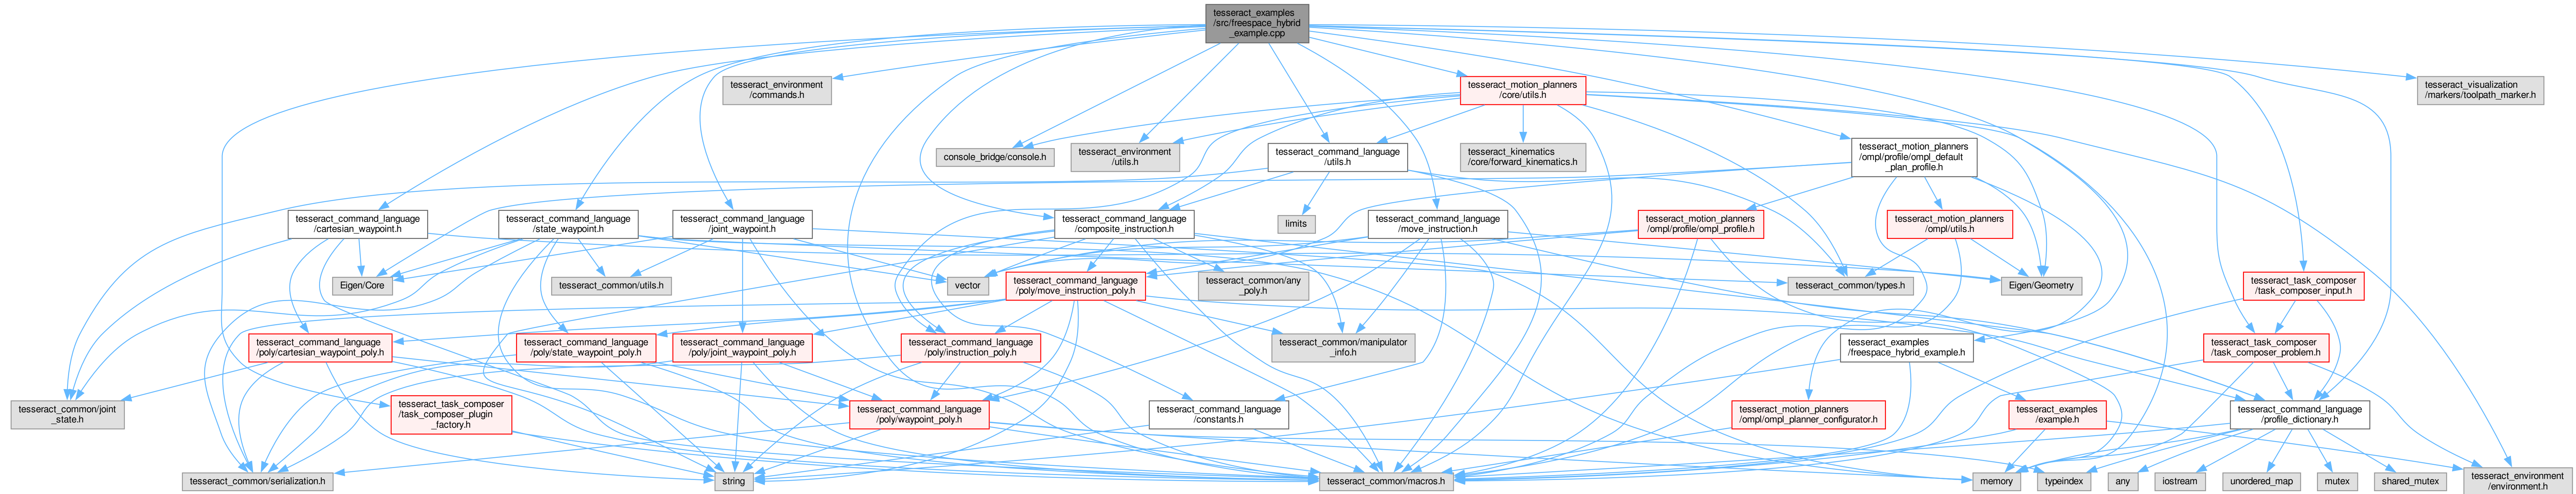 tesseract_examples
/src/freespace_hybrid
_example.cpp
tesseract_environment
/commands.h
tesseract_motion_planners
/core/utils.h
tesseract_visualization
/markers/toolpath_marker.h
console_bridge/console.h
tesseract_environment
/utils.h
tesseract_command_language
/utils.h
tesseract_kinematics
/core/forward_kinematics.h
tesseract_motion_planners
/ompl/profile/ompl_default
_plan_profile.h
tesseract_command_language
/cartesian_waypoint.h
tesseract_command_language
/state_waypoint.h
tesseract_command_language
/joint_waypoint.h
tesseract_command_language
/composite_instruction.h
limits
tesseract_command_language
/move_instruction.h
tesseract_motion_planners
/ompl/profile/ompl_profile.h
tesseract_motion_planners
/ompl/utils.h
Eigen/Core
tesseract_common/utils.h
vector
tesseract_command_language
/poly/move_instruction_poly.h
tesseract_common/any
_poly.h
tesseract_common/types.h
Eigen/Geometry
tesseract_task_composer
/task_composer_input.h
tesseract_command_language
/poly/cartesian_waypoint_poly.h
tesseract_command_language
/poly/state_waypoint_poly.h
tesseract_command_language
/poly/joint_waypoint_poly.h
tesseract_command_language
/poly/instruction_poly.h
tesseract_common/manipulator
_info.h
tesseract_examples
/freespace_hybrid_example.h
tesseract_task_composer
/task_composer_problem.h
tesseract_common/joint
_state.h
tesseract_task_composer
/task_composer_plugin
_factory.h
tesseract_command_language
/poly/waypoint_poly.h
tesseract_command_language
/constants.h
tesseract_motion_planners
/ompl/ompl_planner_configurator.h
tesseract_examples
/example.h
tesseract_command_language
/profile_dictionary.h
tesseract_common/serialization.h
string
tesseract_common/macros.h
memory
typeindex
any
iostream
unordered_map
mutex
shared_mutex
tesseract_environment
/environment.h